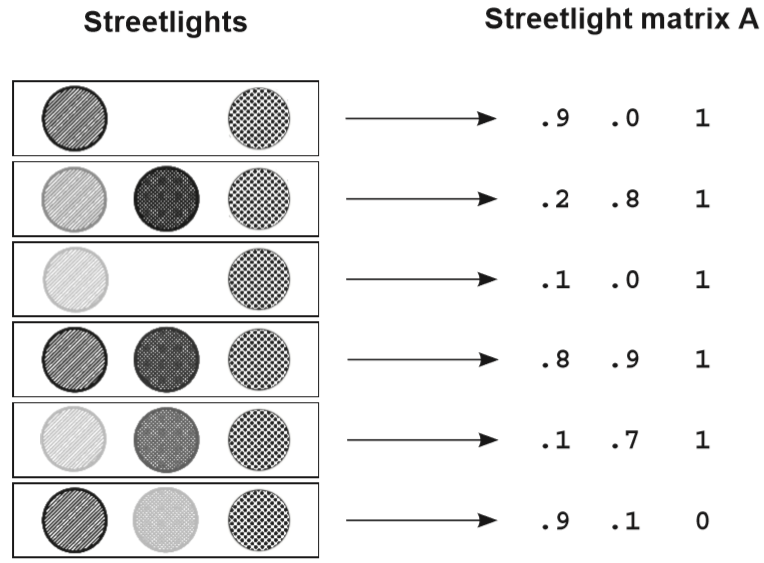 Streetlights Streetlight matrix A
.9 .0 1
.2 .8 1
.1 .0 1
.8 .9 1
.1 .7 1
.9 .1 0